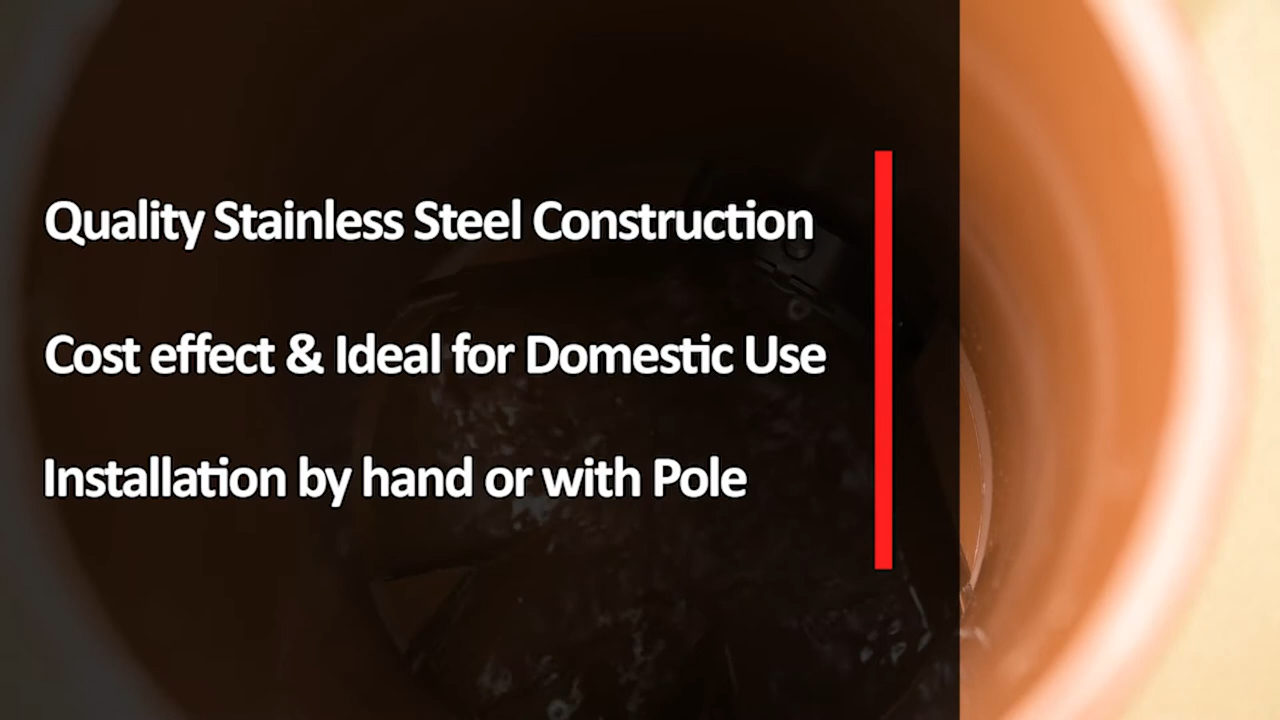 Quality Stainless Steel Construction
Cost effect & Ideal for Domestic Use
Installation by hand or with Pole